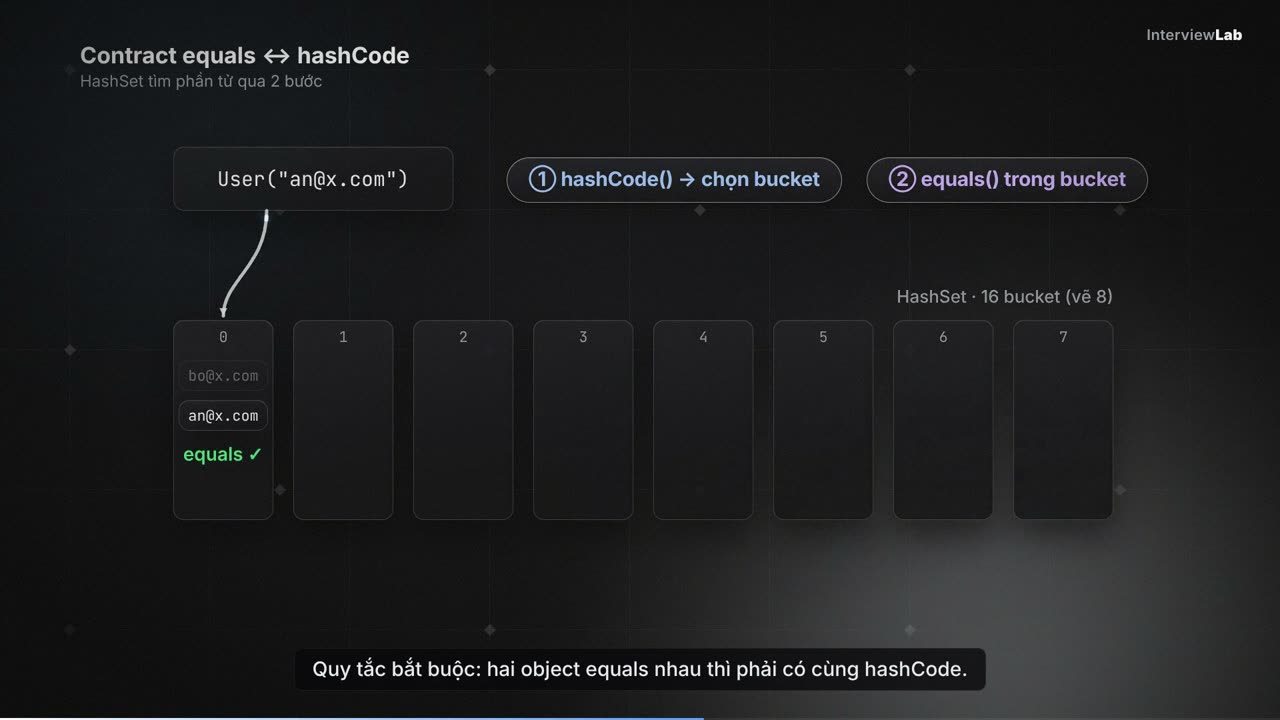 InterviewLab
Contract equals ↔ hashCode
HashSet tìm phần tử qua 2 bước
User("an@x.com")
① hashCode() → chọn bucket
② equals() trong bucket
HashSet · 16 bucket (vẽ 8)
0 1 2 3 4 5 6 7
bo@x.com
an@x.com
equals ✓
Quy tắc bắt buộc: hai object equals nhau thì phải có cùng hashCode.